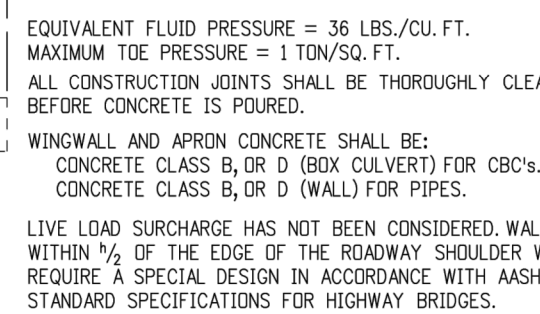 EQUIVALENT FLUID PRESSURE = 36 LBS./CU. FT.
MAXIMUM TOE PRESSURE = 1 TON/SQ. FT.
ALL CONSTRUCTION JOINTS SHALL BE THOROUGHLY
BEFORE CONCRETE IS POURED.
WINGWALL AND APRON CONCRETE SHALL BE:
CONCRETE CLASS B, OR D (BOX CULVERT) FOR CBC's.
CONCRETE CLASS B, OR D (WALL) FOR PIPES.
LIVE LOAD SURCHARGE HAS NOT BEEN CONSIDERED.
WITHIN h/2 OF THE EDGE OF THE ROADWAY SHOULDER
REQUIRE A SPECIAL DESIGN IN ACCORDANCE WITH
STANDARD SPECIFICATIONS FOR HIGHWAY BRIDGES.